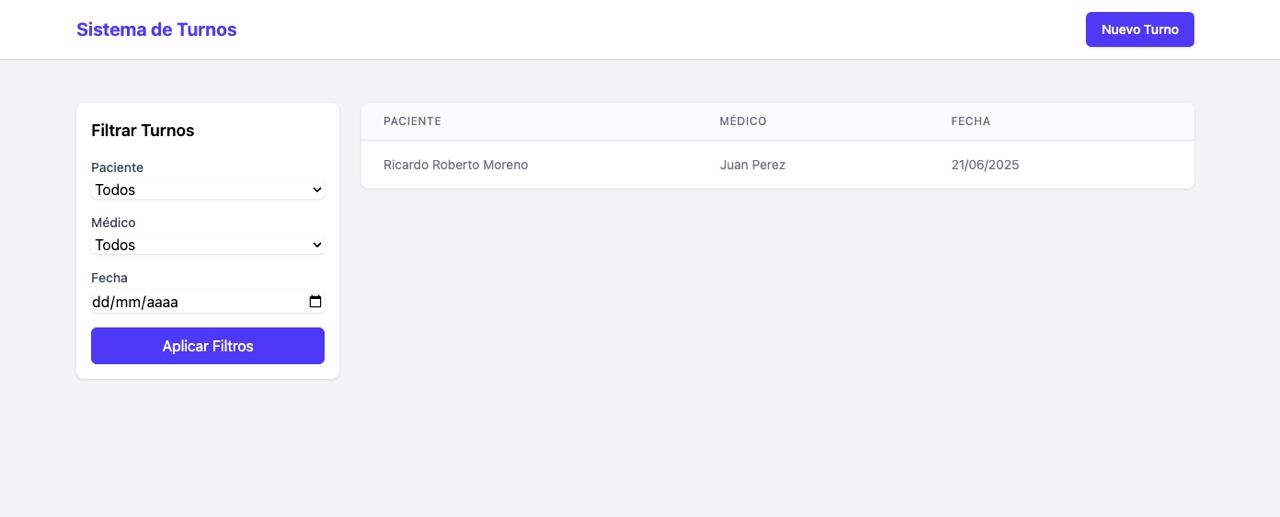 Sistema de Turnos
Nuevo Turno
Filtrar Turnos
Paciente
Todos
Médico
Todos
Fecha
dd/mm/aaaa
Aplicar Filtros
PACIENTE MÉDICO FECHA
Ricardo Roberto Moreno Juan Perez 21/06/2025